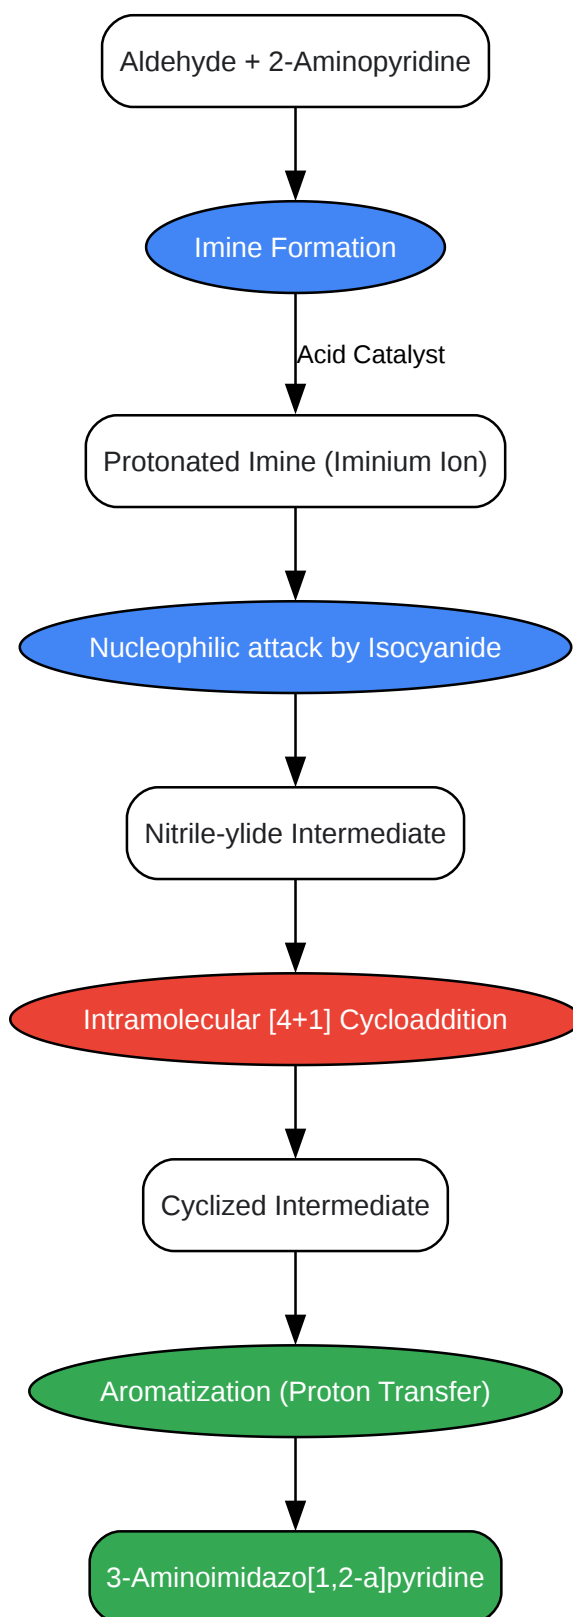 Aldehyde + 2-Aminopyridine
Imine Formation
Acid Catalyst
Protonated Imine (Iminium Ion)
Nucleophilic attack by Isocyanide
Nitrile-ylide Intermediate
Intramolecular [4+1] Cycloaddition
Cyclized Intermediate
Aromatization (Proton Transfer)
3-Aminoimidazo[1,2-a]pyridine